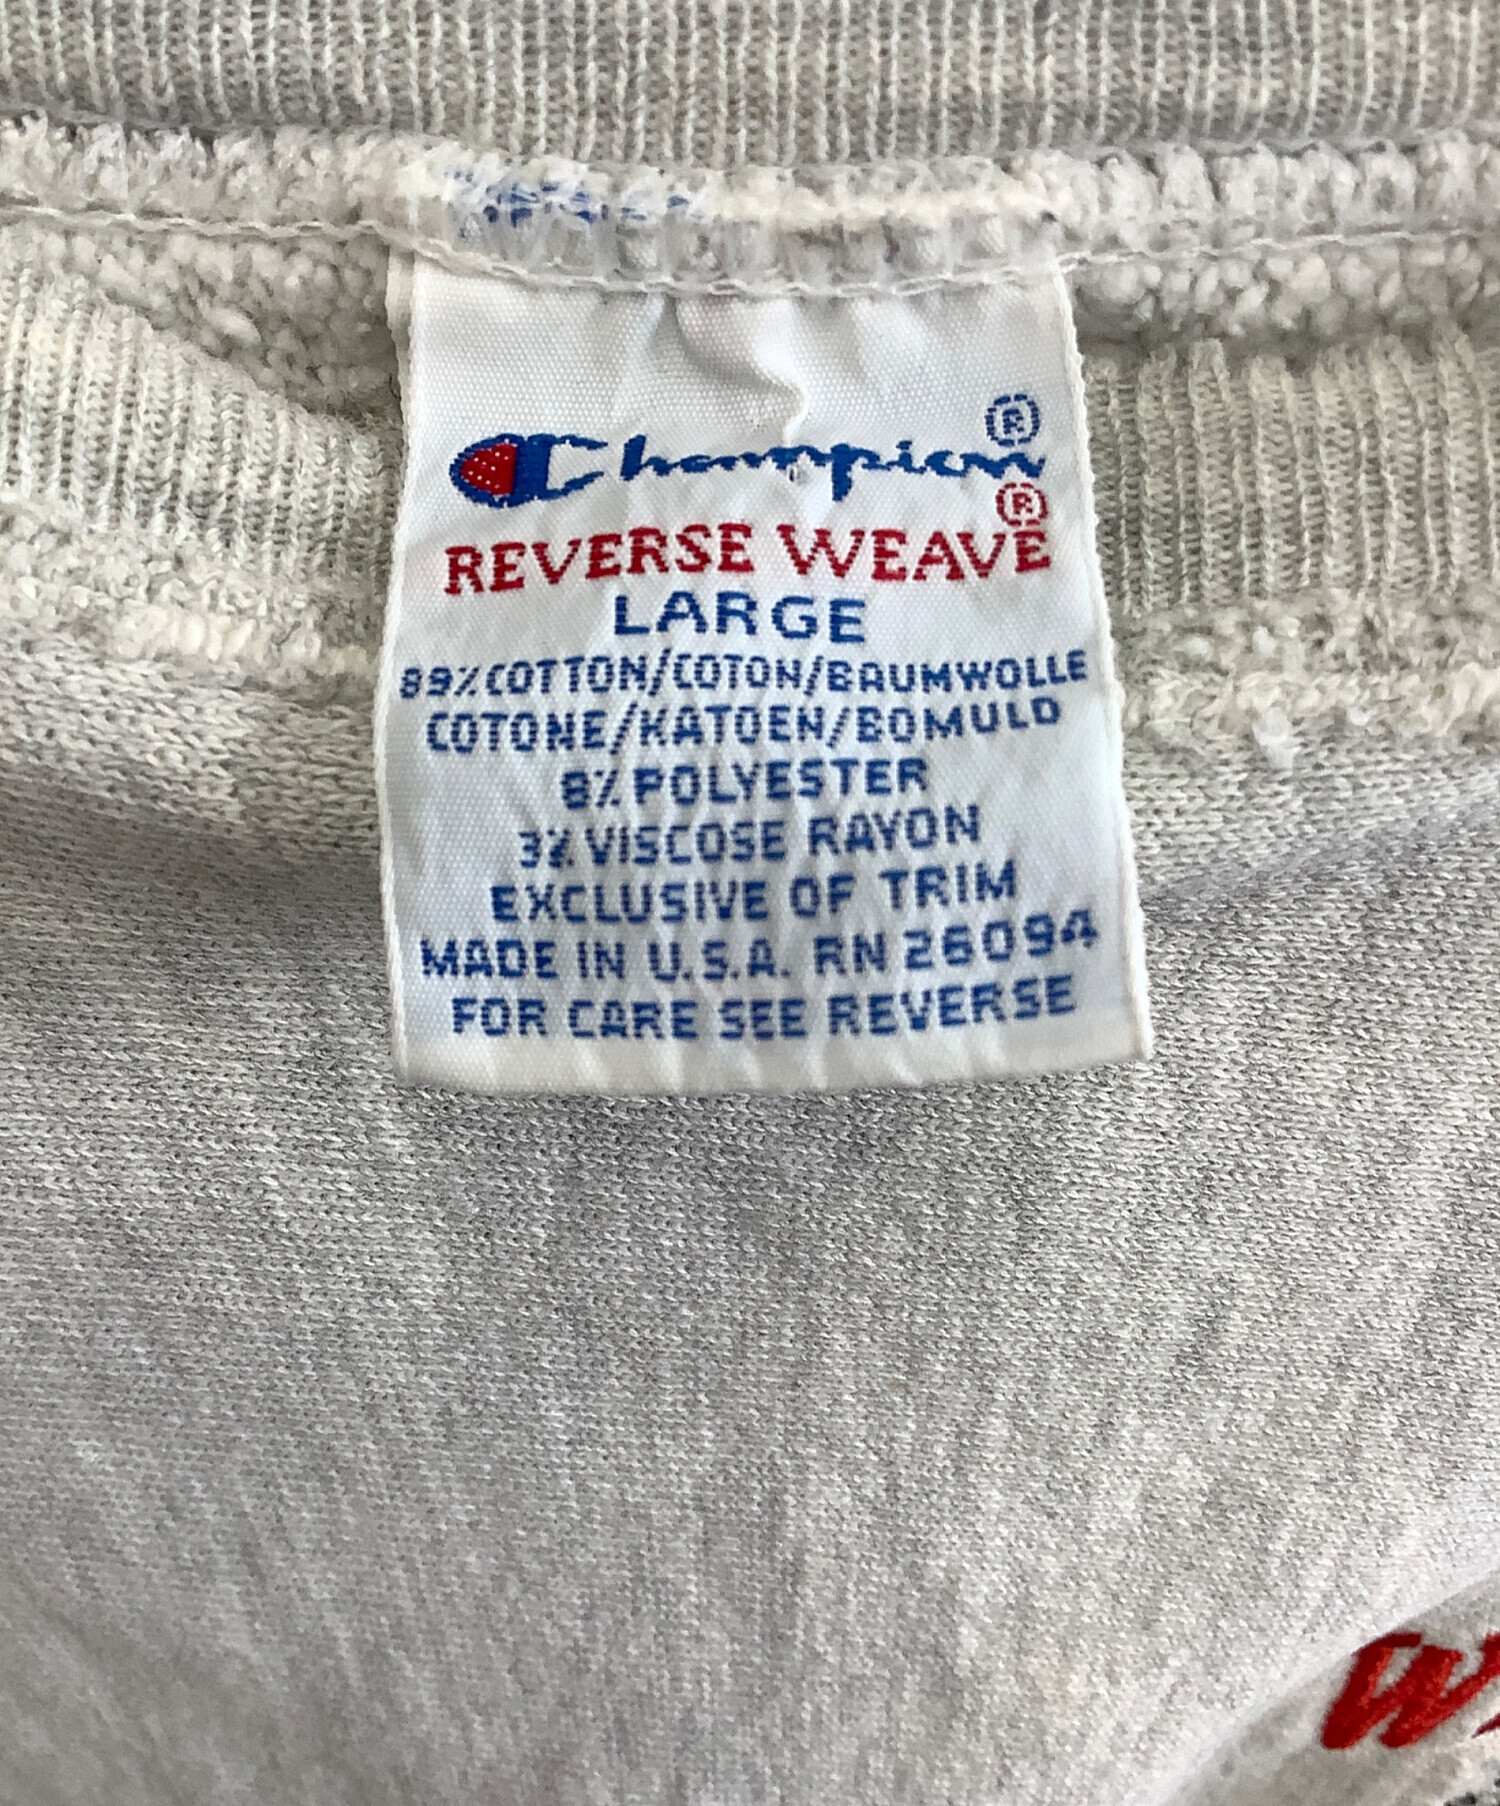 Champion®
REVERSE WEAVE®
LARGE
89% COTTON/COTON/BAUMWOLLE
COTONE/KATOEN/BOMULD
8% POLYESTER
3% VISCOSE RAYON
EXCLUSIVE OF TRIM
MADE IN U.S.A. RN 26094
FOR CARE SEE REVERSE